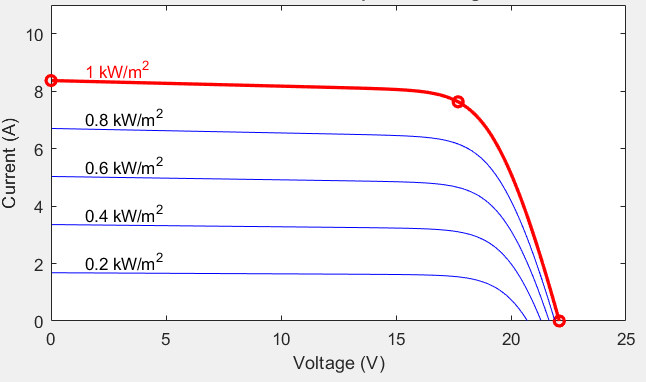 10
8
6
4
2
0
Current (A)
1 kW/m²
0.8 kW/m²
0.6 kW/m²
0.4 kW/m²
0.2 kW/m²
0 5 10 15 20 25
Voltage (V)